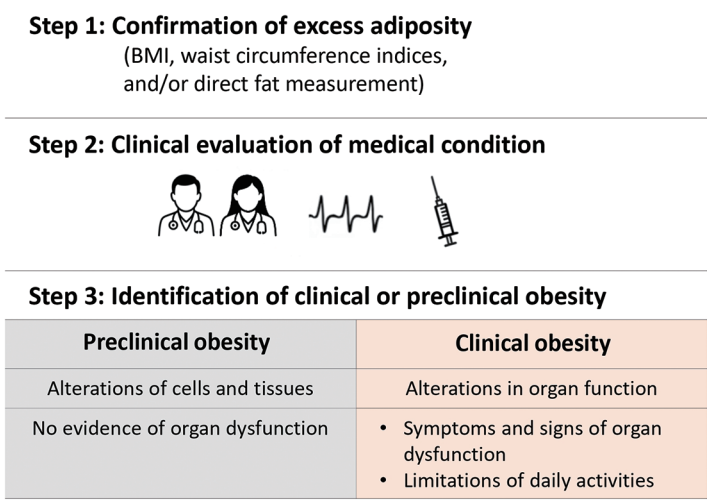 Step 1: Confirmation of excess adiposity
(BMI, waist circumference indices,
and/or direct fat measurement)
Step 2: Clinical evaluation of medical condition
Step 3: Identification of clinical or preclinical obesity
Preclinical obesity
Clinical obesity
Alterations of cells and tissues
Alterations in organ function
No evidence of organ dysfunction
• Symptoms and signs of organ
dysfunction
• Limitations of daily activities